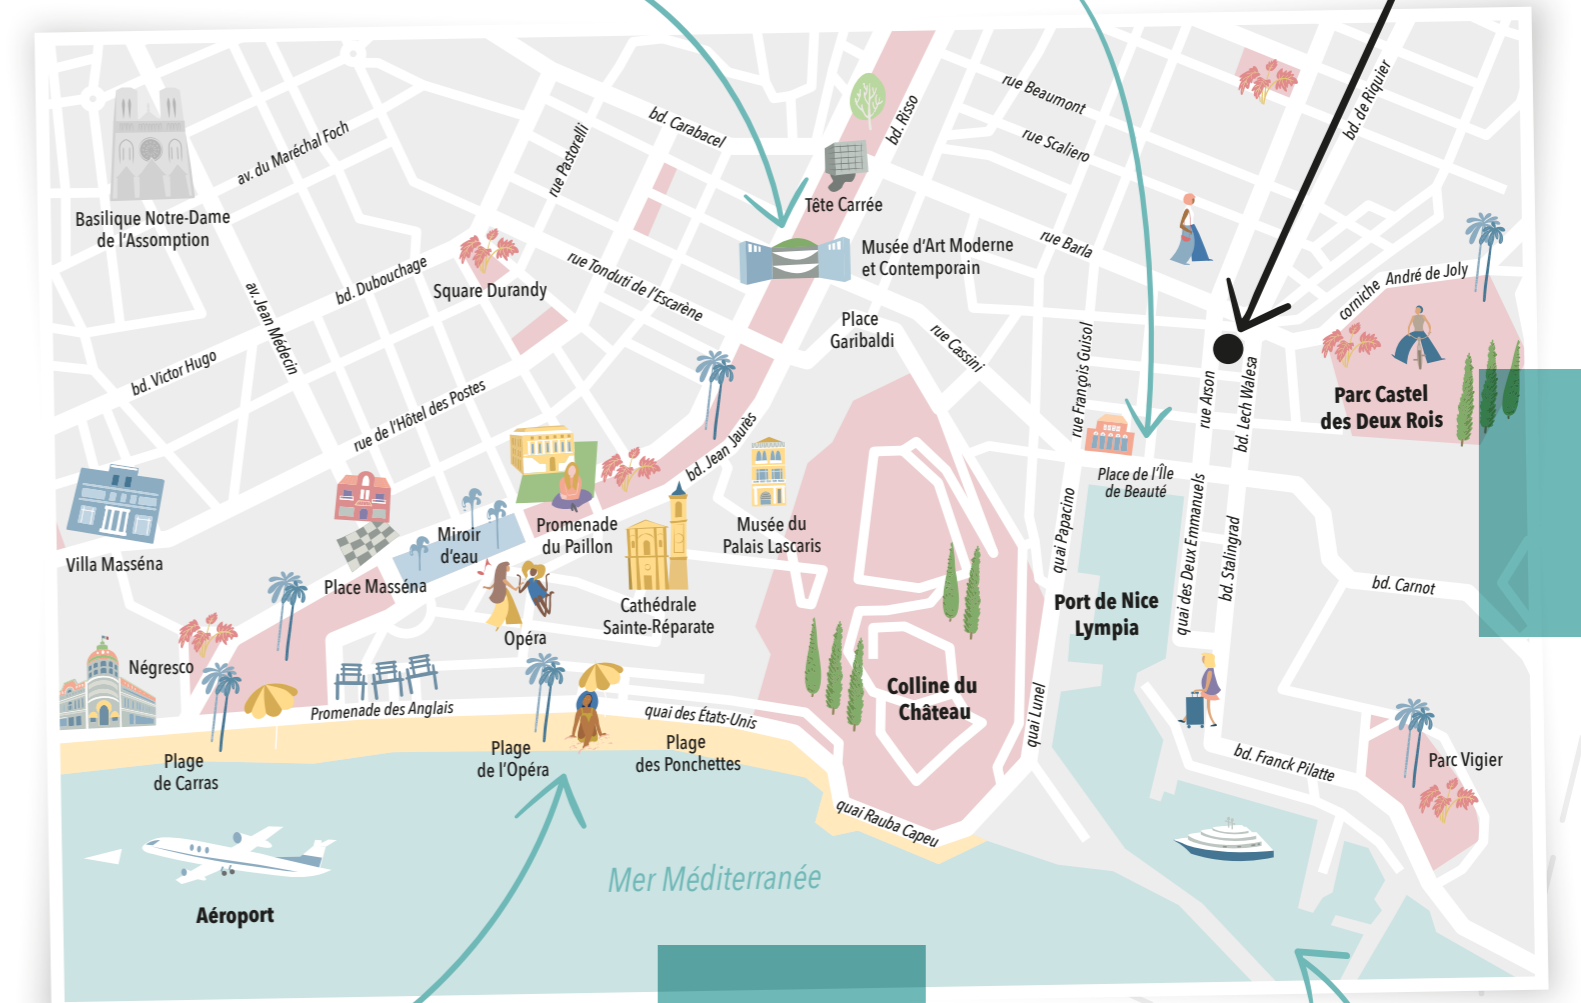 bd. de Riquier
rue Beaumont
bd. Risso
bd. Carabacel
av. du Maréchal Foch
rue Pastorelli
rue Scaliero
Tête Carrée
Basilique Notre-Dame
de l'Assomption
rue Barla
Musée d'Art Moderne
et Contemporain
bd. Dubouchage
rue Tonduti de l'Escarène
Square Durandy
av. Jean Médecin
corniche André de Joly
Place
Garibaldi
rue Cassini
rue François Guisol
bd. Victor Hugo
rue de l'Hôtel des Postes
rue Arson
bd. Lech Walesa
Parc Castel
des Deux Rois
bd. Jean Jaurès
Place de l'Île
de Beauté
Promenade
du Paillon
Miroir
d'eau
Musée du
Palais Lascaris
quai Papacino
quai des Deux Emmanuels
bd. Stalingrad
Villa Masséna
Place Masséna
bd. Carnot
Cathédrale
Sainte-Réparate
Port de Nice
Lympia
Opéra
Négresco
Colline du
Château
quai Lunel
Promenade des Anglais
quai des États-Unis
Plage
de Carras
Plage
de l'Opéra
Plage
des Ponchettes
bd. Franck Pilatte
Parc Vigier
quai Rauba Capeu
Mer Méditerranée
Aéroport